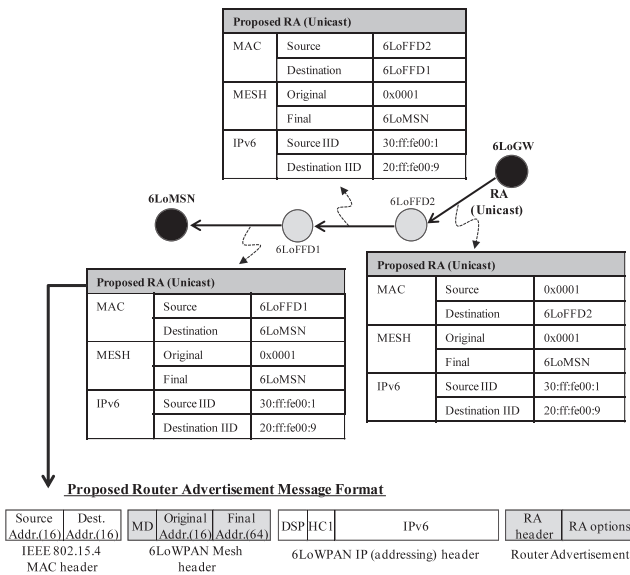 Proposed RA (Unicast)
MAC Source 6LoFFD2
Destination 6LoFFD1
MESH Original 0x0001
Final 6LoMSN
IPv6 Source IID 30:ff:fe00:1
Destination IID 20:ff:fe00:9
6LoGW
RA
(Unicast)
6LoMSN
6LoFFD2
6LoFFD1
Proposed RA (Unicast)
MAC Source 6LoFFD1
Destination 6LoMSN
MESH Original 0x0001
Final 6LoMSN
IPv6 Source IID 30:ff:fe00:1
Destination IID 20:ff:fe00:9
Proposed RA (Unicast)
MAC Source 0x0001
Destination 6LoFFD2
MESH Original 0x0001
Final 6LoMSN
IPv6 Source IID 30:ff:fe00:1
Destination IID 20:ff:fe00:9
Proposed Router Advertisement Message Format
Source Addr.(16)
Dest. Addr.(16)
IEEE 802.15.4
MAC header
MD
Original Addr.(16)
Final Addr.(64)
6LoWPAN Mesh
header
DSP HC1 IPv6
6LoWPAN IP (addressing) header
RA header
RA options
Router Advertisement